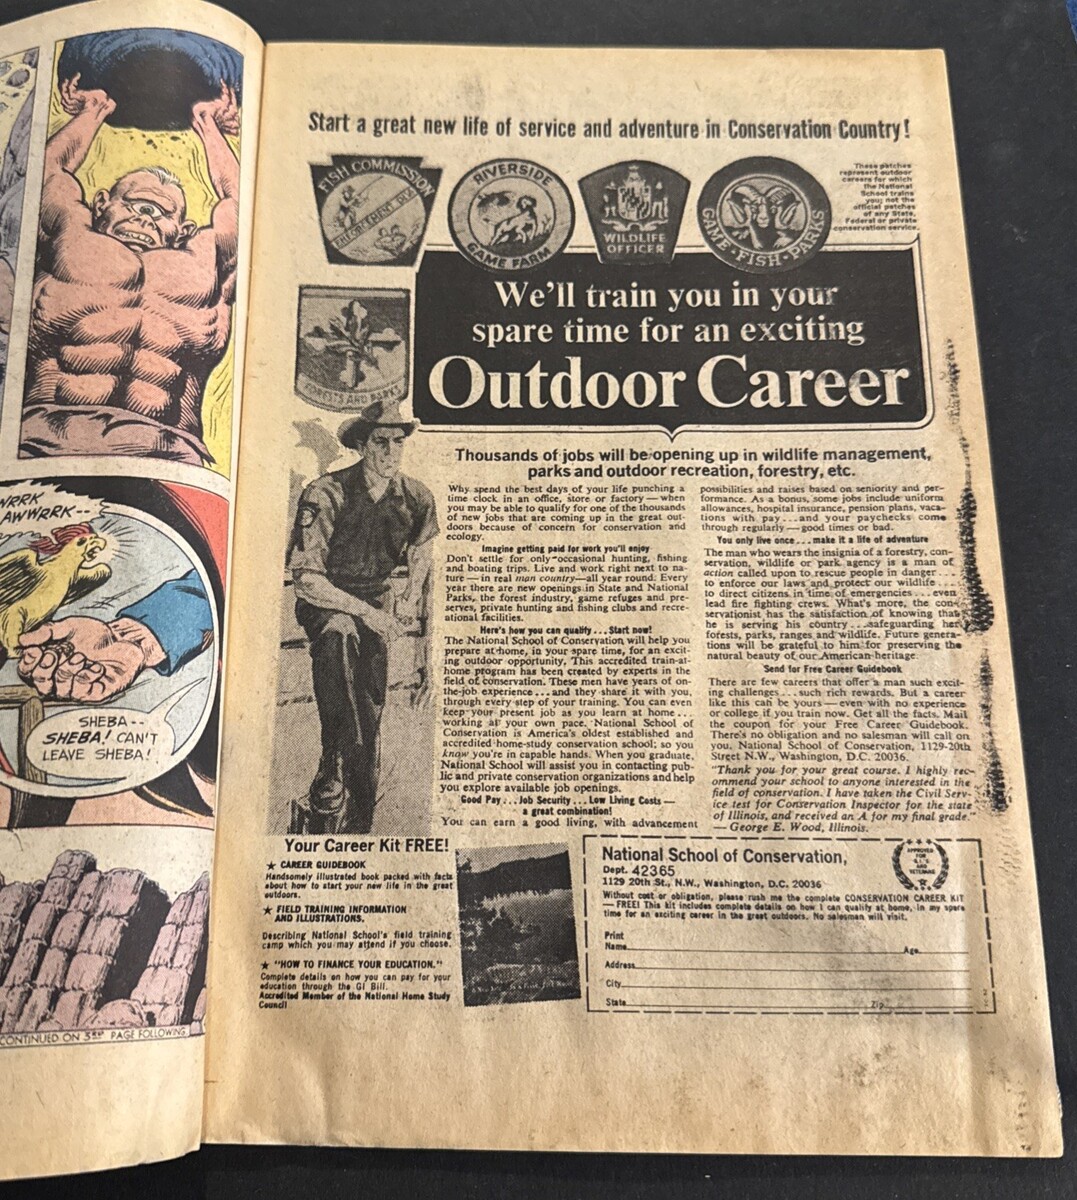 WRRK
AWWRRK--
SHEBA--
SHEBA! CAN'T
LEAVE SHEBA!
CONTINUED ON 3RD PAGE FOLLOWING
Start a great new life of service and adventure in Conservation Country!
FISH COMMISSION
ENFORCEMENT DIV.
RIVERSIDE
GAME FARM
WILDLIFE
OFFICER
GAME·FISH·PARKS
These patches
represent outdoor
careers for which
the National
School trains
you; not the
official patches
of any State,
Federal or private
conservation service.
FORESTS AND PARKS
We'll train you in your
spare time for an exciting
Outdoor Career
Thousands of jobs will be opening up in wildlife management,
parks and outdoor recreation, forestry, etc.
Why spend the best days of your life punching a
time clock in an office, store or factory—when
you may be able to qualify for one of the thousands
of new jobs that are coming up in the great out-
doors because of concern for conservation and
ecology.
Imagine getting paid for work you'll enjoy
Don't settle for only occasional hunting, fishing
and boating trips. Live and work right next to na-
ture—in real man country—all year round. Every
year there are new openings in State and National
Parks, the forest industry, game refuges and pre-
serves, private hunting and fishing clubs and recre-
ational facilities.
Here's how you can qualify...Start now!
The National School of Conservation will help you
prepare at home, in your spare time, for an excit-
ing outdoor opportunity. This accredited train-at-
home program has been created by experts in the
field of conservation. These men have years of on-
the-job experience...and they share it with you,
through every step of your training. You can even
keep your present job as you learn at home...
working at your own pace. National School of
Conservation is America's oldest established and
accredited home-study conservation school; so you
know you're in capable hands. When you graduate,
National School will assist you in contacting pub-
lic and private conservation organizations and help
you explore available job openings.
Good Pay...Job Security...Low Living Costs—
a great combination!
You can earn a good living, with advancement
possibilities and raises based on seniority and per-
formance. As a bonus, some jobs include uniform
allowances, hospital insurance, pension plans, vaca-
tions with pay...and your paychecks come
through regularly—good times or bad.
You only live once...make it a life of adventure
The man who wears the insignia of a forestry, con-
servation, wildlife or park agency is a man of
action called upon to rescue people in danger...
to enforce our laws and protect our wildlife...
to direct citizens in time of emergencies...even
lead fire fighting crews. What's more, the con-
servationist has the satisfaction of knowing that
he is serving his country...safeguarding her
forests, parks, ranges and wildlife. Future genera-
tions will be grateful to him for preserving the
natural beauty of our American heritage.
Send for Free Career Guidebook
There are few careers that offer a man such excit-
ing challenges...such rich rewards. But a career
like this can be yours—even with no experience
or college if you train now. Get all the facts. Mail
the coupon for your Free Career Guidebook.
There's no obligation and no salesman will call on
you. National School of Conservation, 1129-20th
Street N.W., Washington, D.C. 20036.
"Thank you for your great course. I highly rec-
ommend your school to anyone interested in the
field of conservation. I have taken the Civil Serv-
ice test for Conservation Inspector for the state
of Illinois, and received an A for my final grade."
— George E. Wood, Illinois.
Your Career Kit FREE!
★ CAREER GUIDEBOOK
Handsomely illustrated book packed with facts
about how to start your new life in the great
outdoors.
★ FIELD TRAINING INFORMATION
AND ILLUSTRATIONS.
Describing National School's field training
camp which you may attend if you choose.
★ "HOW TO FINANCE YOUR EDUCATION."
Complete details on how you can pay for your
education through the GI Bill.
Accredited Member of the National Home Study
Council
National School of Conservation,
Dept. 42365
1129 20th St., N.W., Washington, D.C. 20036
APPROVED
FOR
G.I.'S
AND
VETERANS
Without cost or obligation, please rush me the complete CONSERVATION CAREER KIT
—FREE! This kit includes complete details on how I can qualify at home, in my spare
time for an exciting career in the great outdoors. No salesman will visit.
Print
Name Age
Address
City
State Zip